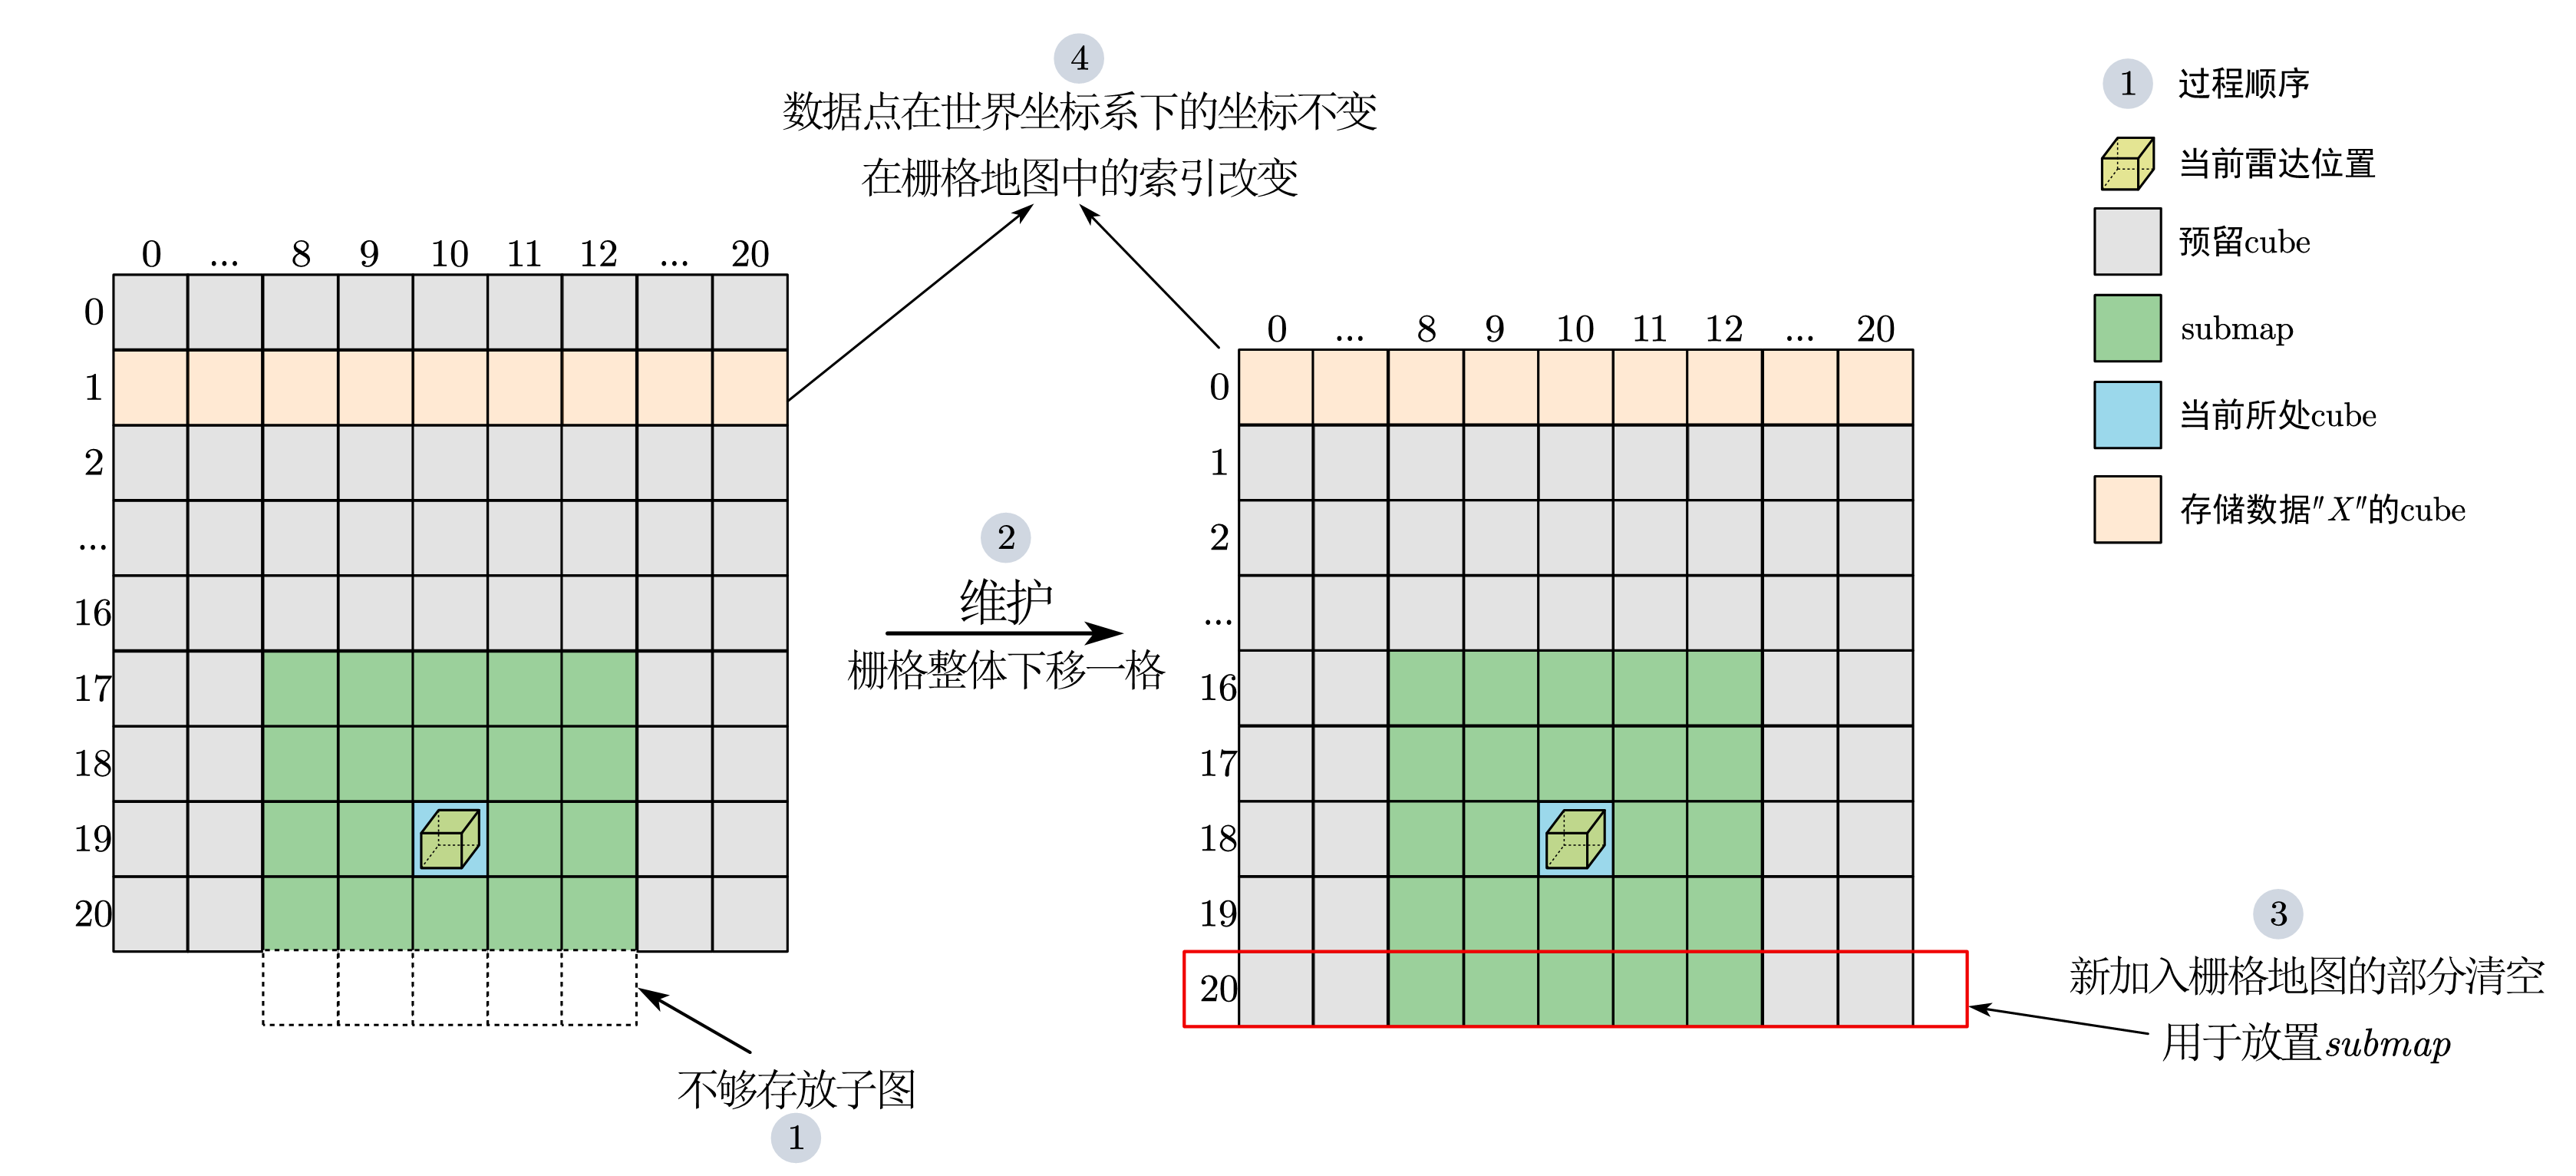 4
数据点在世界坐标系下的坐标不变
在栅格地图中的索引改变
0 ... 8 9 10 11 12 ... 20
0
1
2
...
16
17
18
19
20
不够存放子图
1
2
维护
栅格整体下移一格
0 ... 8 9 10 11 12 ... 20
0
1
2
...
16
17
18
19
20
3
新加入栅格地图的部分清空
用于放置submap
1 过程顺序
当前雷达位置
预留cube
submap
当前所处cube
存储数据"X"的cube